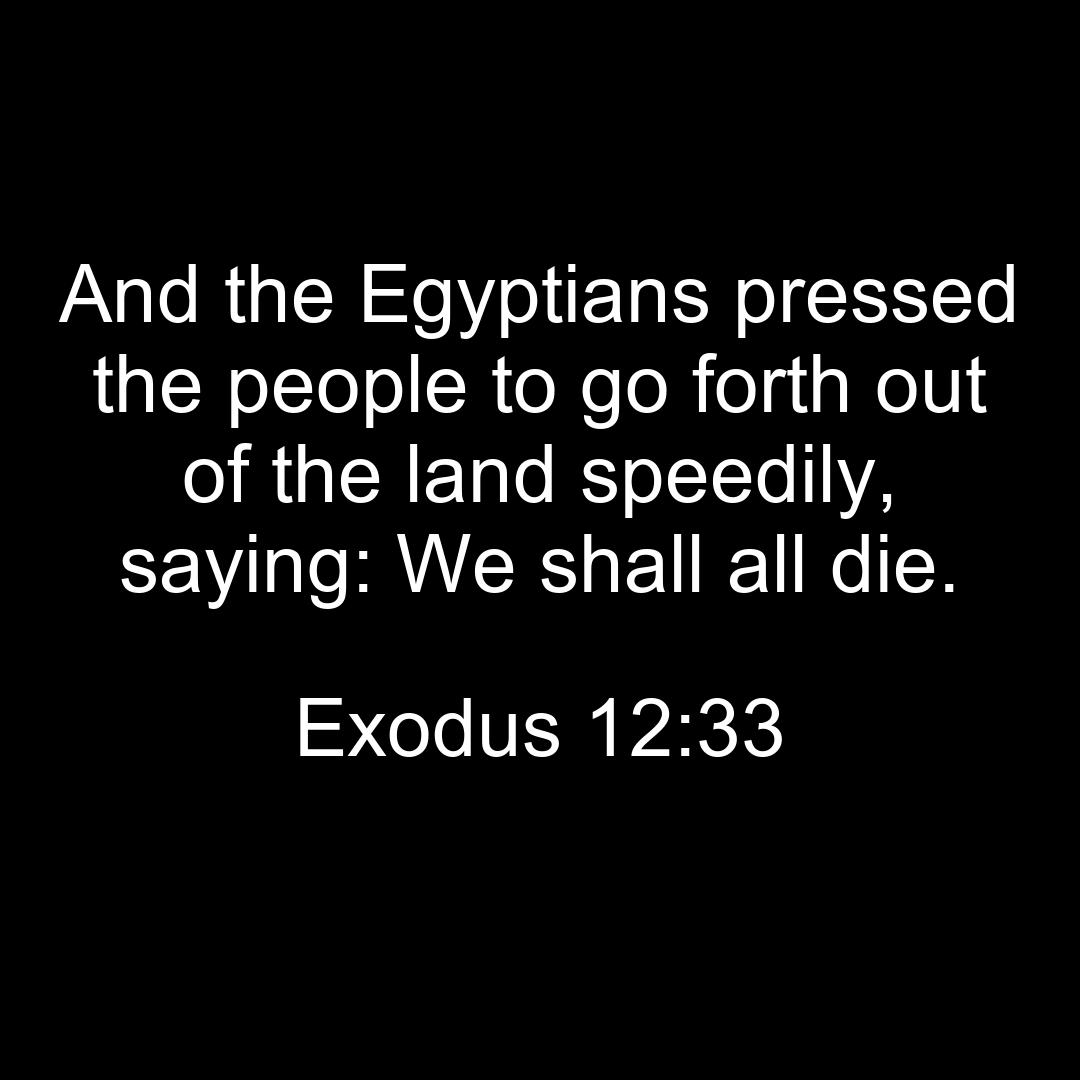 And the Egyptians pressed
the people to go forth out
of the land speedily,
saying: We shall all die.
Exodus 12:33